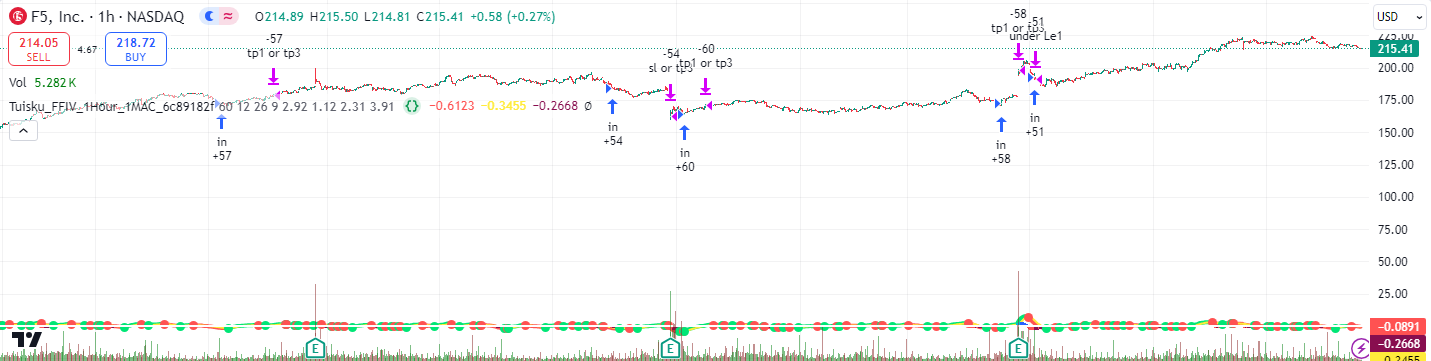 F5, Inc. · 1h · NASDAQ
O214.89 H215.50 L214.81 C215.41 +0.58 (+0.27%)
USD
214.05
SELL
4.67
218.72
BUY
Vol 5.282 K
Tuisku_FFIV_1Hour_1MAC_6c89182f 60 12 26 9 2.92 1.12 2.31 3.91 −0.6123 −0.3455 −0.2668 Ø
-57
tp1 or tp3
in
+57
-54
sl or tp3
in
+54
-60
tp1 or tp3
in
+60
-58
tp1 or tp3
in
+58
-51
under Le1
in
+51
225.00
215.41
200.00
175.00
150.00
125.00
100.00
75.00
50.00
25.00
−0.0891
−0.2668
E
E
E